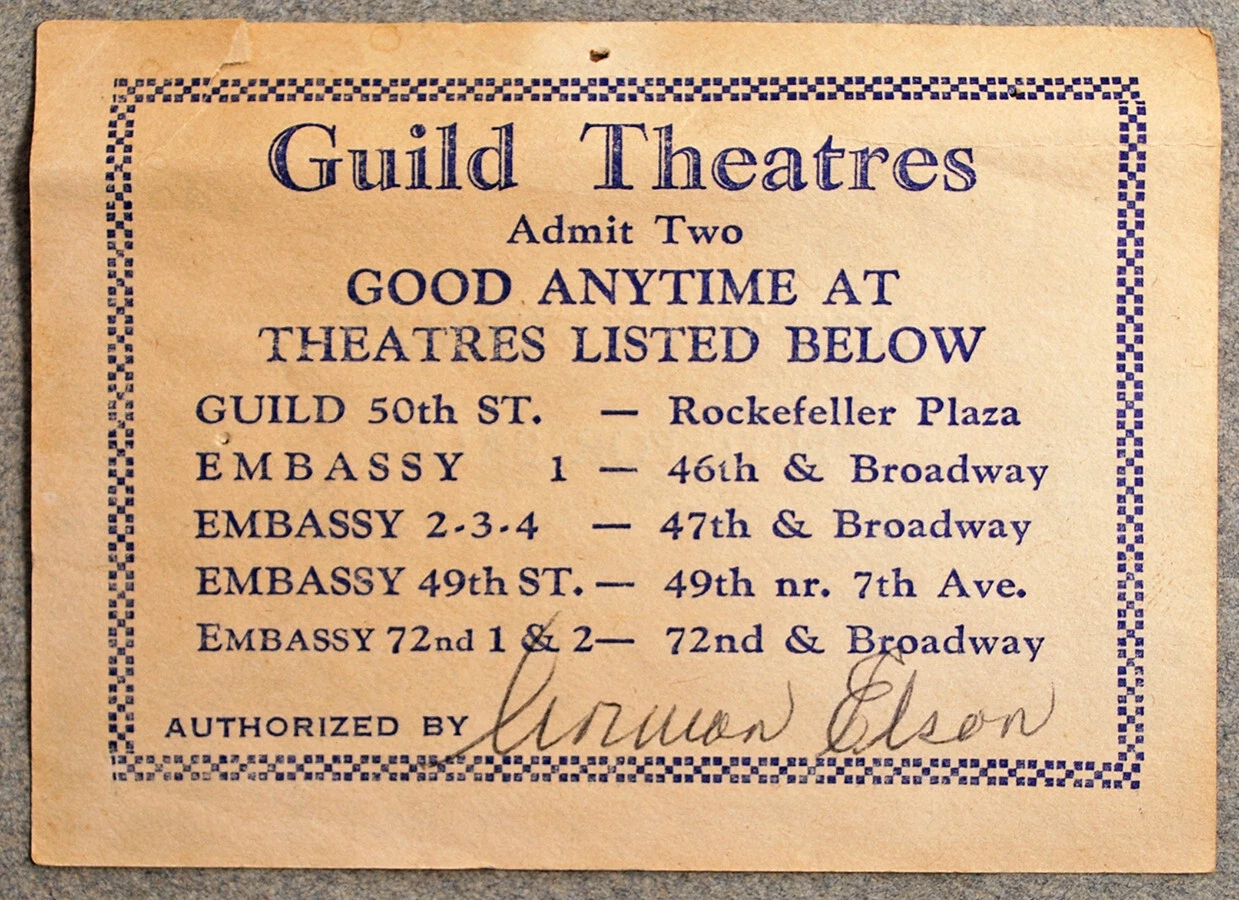 Guild Theatres
Admit Two
GOOD ANYTIME AT
THEATRES LISTED BELOW
GUILD 50th ST. — Rockefeller Plaza
EMBASSY 1 — 46th & Broadway
EMBASSY 2-3-4 — 47th & Broadway
EMBASSY 49th ST. — 49th nr. 7th Ave.
EMBASSY 72nd 1 & 2 — 72nd & Broadway
AUTHORIZED BY Norman Elson